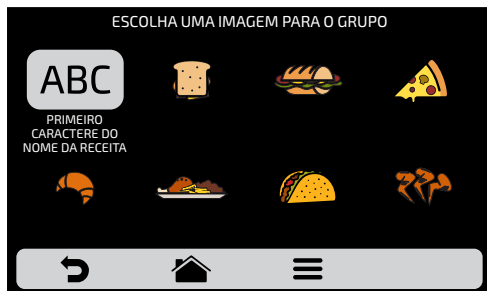 ESCOLHA UMA IMAGEM PARA O GRUPO
ABC
PRIMEIRO
CARACTERE DO
NOME DA RECEITA